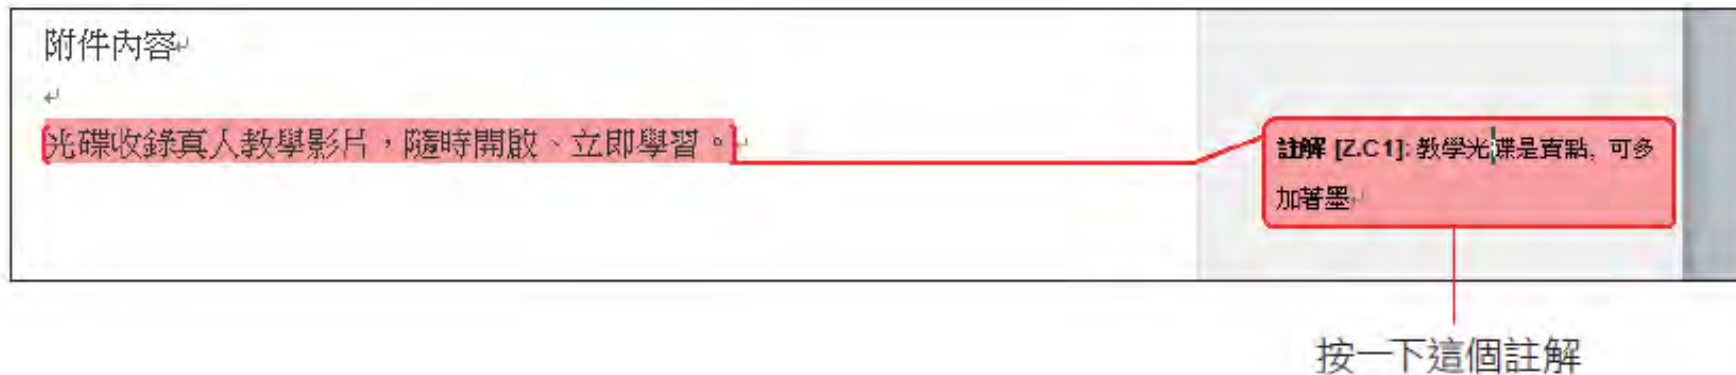 附件內容
光碟收錄真人教學影片，隨時開啟、立即學習。
註解 [Z.C1]: 教學光碟是賣點, 可多
加著墨
按一下這個註解